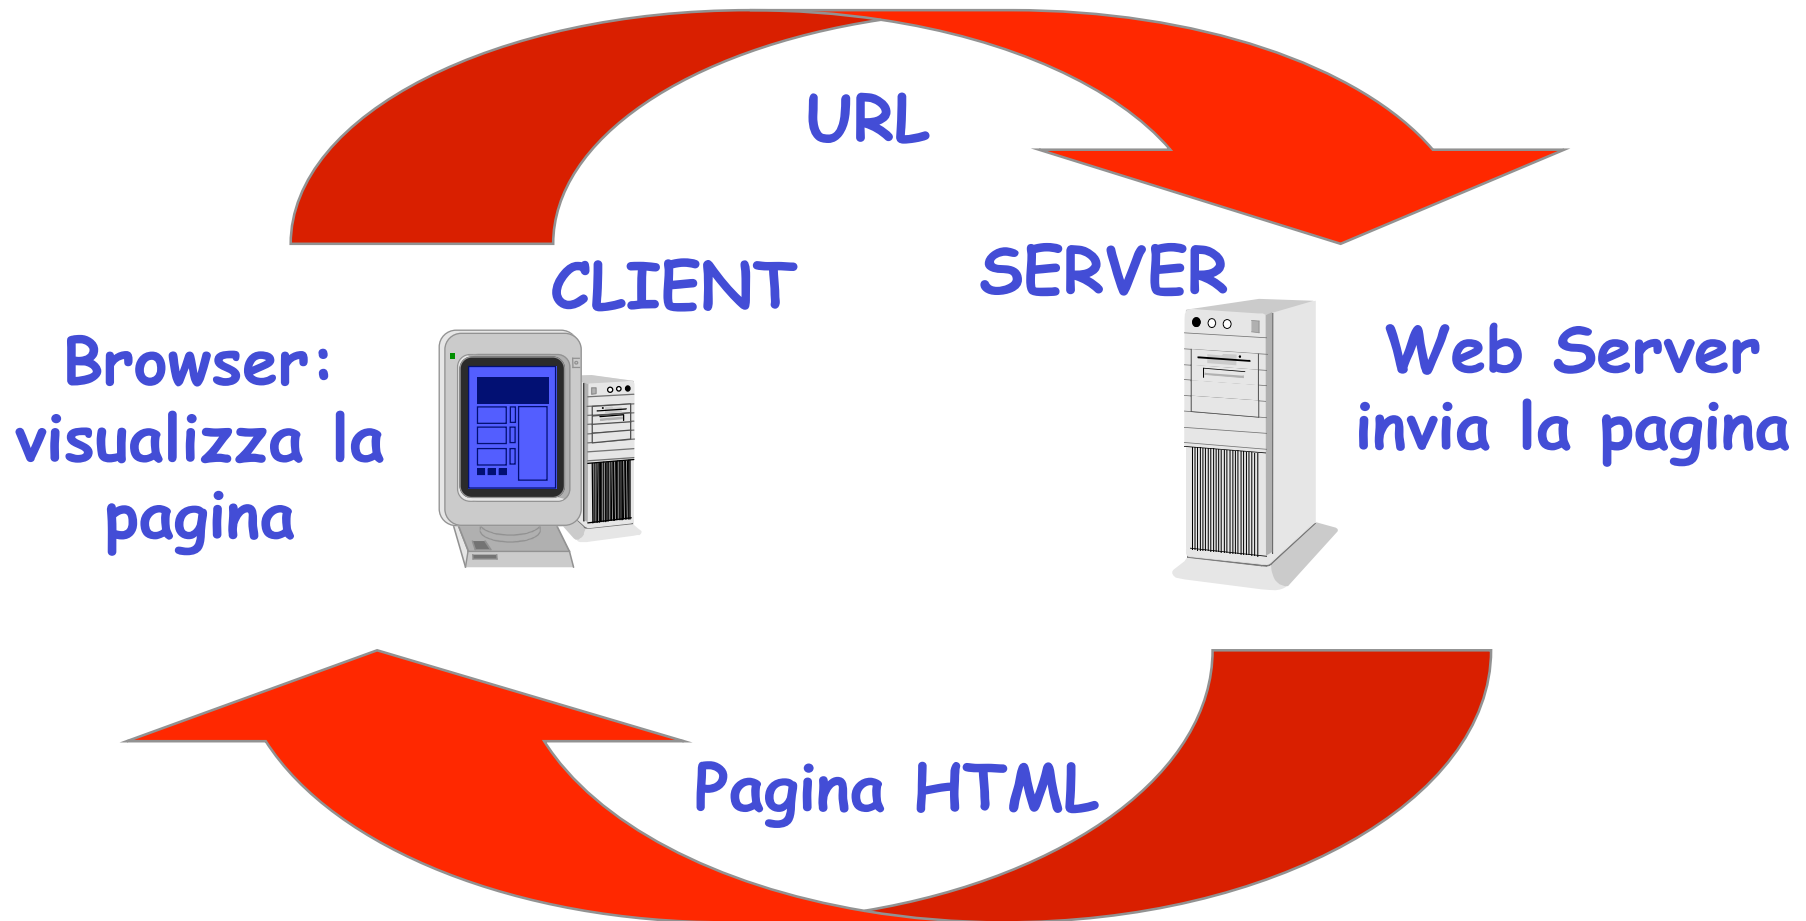 URL
CLIENT
SERVER
Browser:
visualizza la
pagina
Web Server
invia la pagina
Pagina HTML